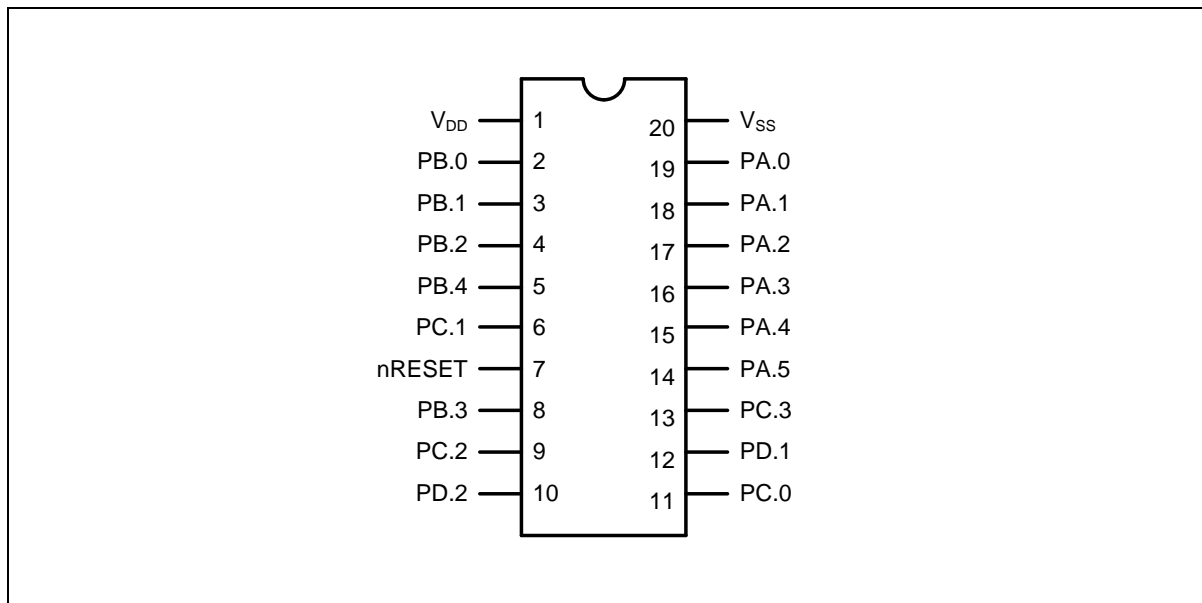 V_DD 1 20 V_SS
PB.0 2 19 PA.0
PB.1 3 18 PA.1
PB.2 4 17 PA.2
PB.4 5 16 PA.3
PC.1 6 15 PA.4
nRESET 7 14 PA.5
PB.3 8 13 PC.3
PC.2 9 12 PD.1
PD.2 10 11 PC.0